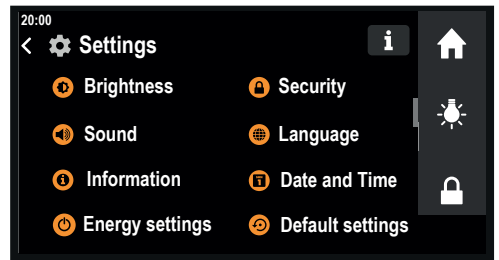 20:00
Settings
i
Brightness
Security
Sound
Language
Information
Date and Time
Energy settings
Default settings